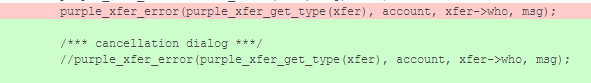 purple_xfer_error(purple_xfer_get_type(xfer), account, xfer->who, msg);
/*** cancellation dialog ***/
//purple_xfer_error(purple_xfer_get_type(xfer), account, xfer->who, msg);